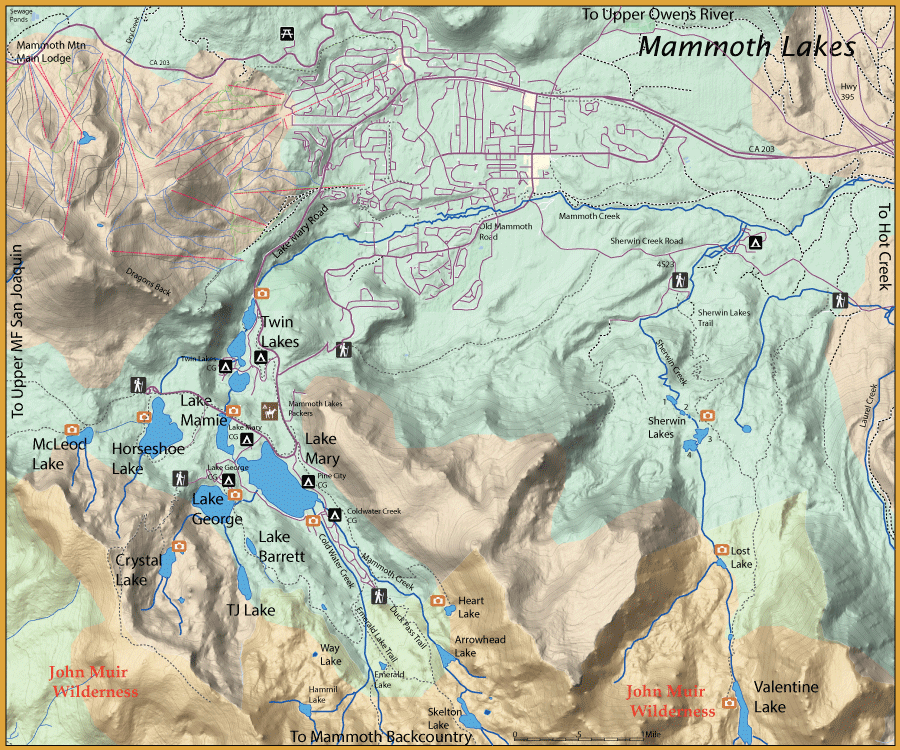 Sewage
Ponds
Dry Creek
To Upper Owens River
Mammoth Lakes
Mammoth Mtn
Main Lodge
CA 203
Hwy
395
CA 203
Mammoth Creek
Old Mammoth
Road
Lake Mary Road
Sherwin Creek Road
4S23
To Hot Creek
To Upper MF San Joaquin
Dragons Back
Sherwin Lakes
Trail
Twin
Lakes
Twin Lakes
CG
Sherwin Creek
Laurel Creek
Lake
Mamie
Mammoth Lakes
Packers
2
3
4
Sherwin
Lakes
Lake Mary
CG
Lake
Mary
McLeod
Lake
Horseshoe
Lake
Lake George
CG
Pine City
CG
Lake
George
Coldwater Creek
CG
Lake
Barrett
Cold Water Creek
Mammoth Creek
Crystal
Lake
Lost
Lake
TJ Lake
Heart
Lake
Duck Pass Trail
Emerald Lake Trail
Arrowhead
Lake
Way
Lake
Emerald
Lake
John Muir
Wilderness
Hammil
Lake
Skelton
Lake
John Muir
Wilderness
Valentine
Lake
To Mammoth Backcountry
0
.5
1Mile